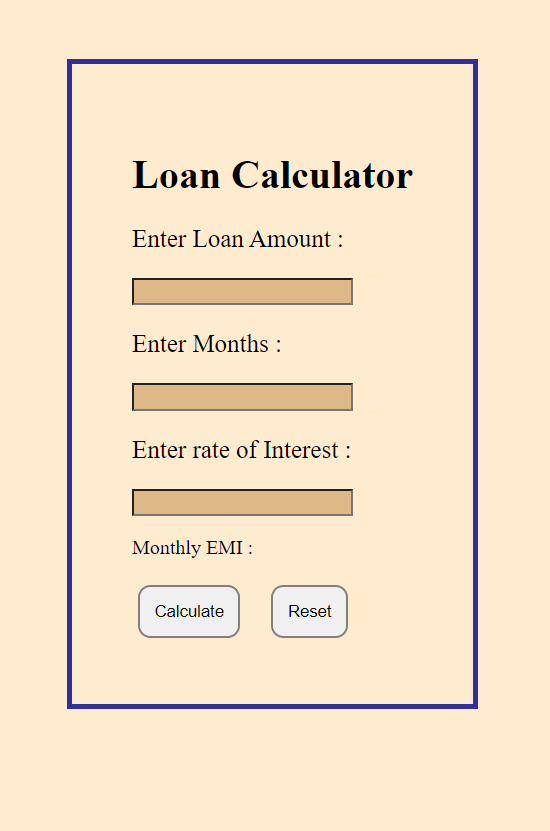 Loan Calculator
Enter Loan Amount :
Enter Months :
Enter rate of Interest :
Monthly EMI :
Calculate Reset